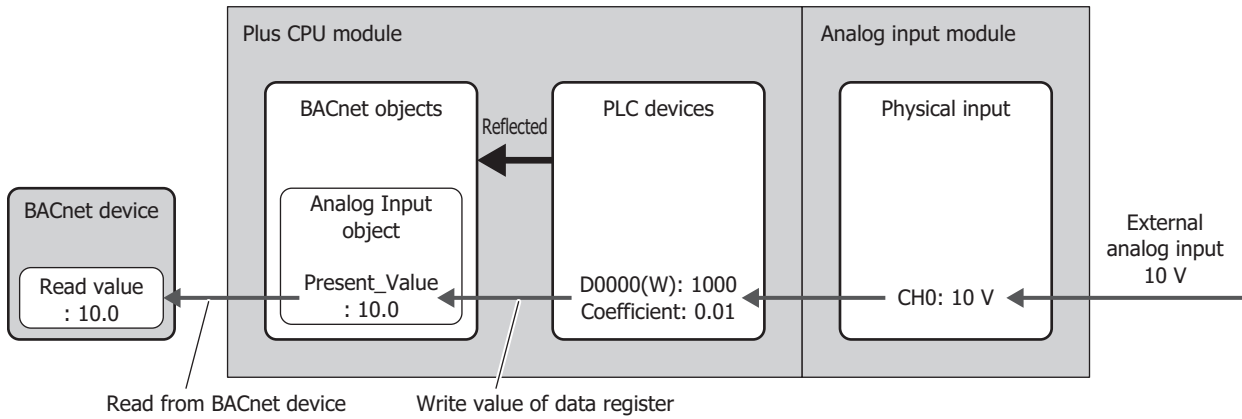 Plus CPU module
Analog input module
BACnet objects
Reflected
PLC devices
Physical input
BACnet device
Analog Input
object
External
analog input
10 V
Read value
: 10.0
Present_Value
: 10.0
D0000(W): 1000
Coefficient: 0.01
CH0: 10 V
Read from BACnet device
Write value of data register